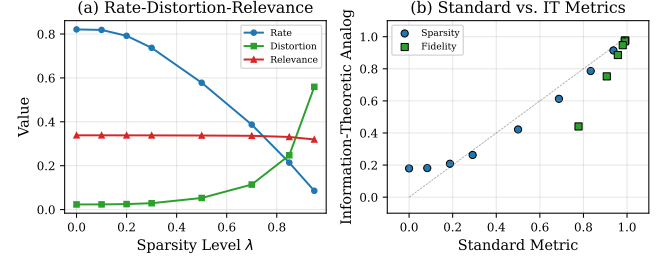 (a) Rate-Distortion-Relevance
Value
0.8
0.6
0.4
0.2
0.0
Rate
Distortion
Relevance
0.0 0.2 0.4 0.6 0.8
Sparsity Level λ
(b) Standard vs. IT Metrics
Information-Theoretic Analog
1.0
0.8
0.6
0.4
0.2
0.0
Sparsity
Fidelity
0.0 0.2 0.4 0.6 0.8 1.0
Standard Metric